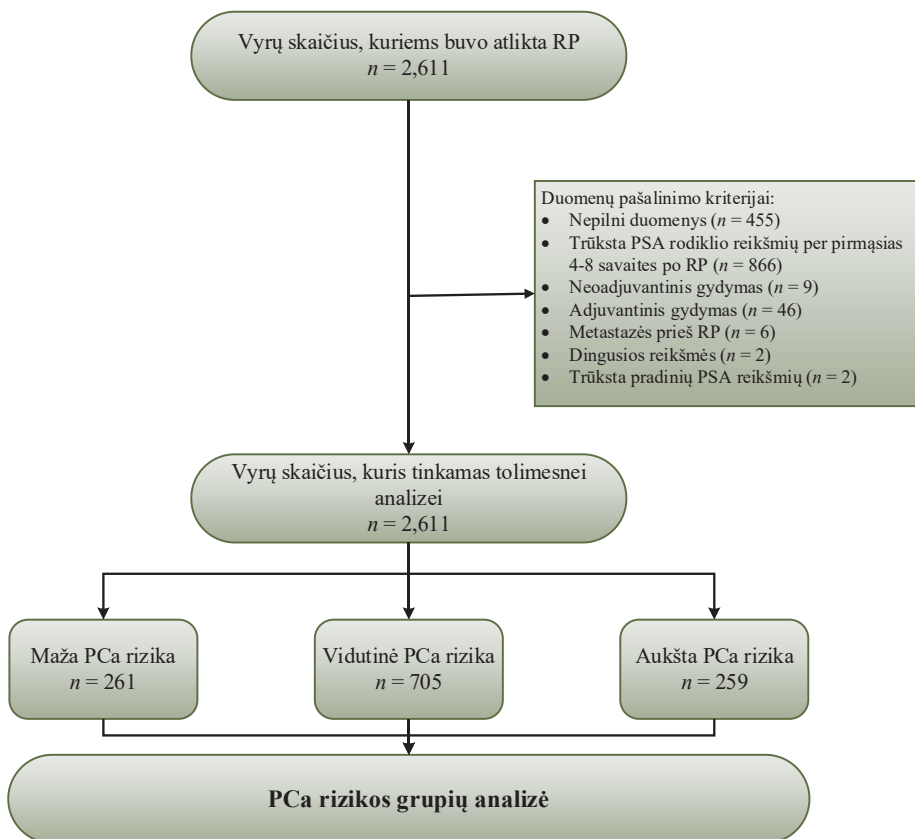 Vyrų skaičius, kuriems buvo atlikta RP
n = 2,611
Duomenų pašalinimo kriterijai:
• Nepilni duomenys (n = 455)
• Trūksta PSA rodiklio reikšmių per pirmąsias
4-8 savaites po RP (n = 866)
• Neoadjuvantinis gydymas (n = 9)
• Adjuvantinis gydymas (n = 46)
• Metastazės prieš RP (n = 6)
• Dingusios reikšmės (n = 2)
• Trūksta pradinių PSA reikšmių (n = 2)
Vyrų skaičius, kuris tinkamas tolimesnei
analizei
n = 2,611
Maža PCa rizika
n = 261
Vidutinė PCa rizika
n = 705
Aukšta PCa rizika
n = 259
PCa rizikos grupių analizė